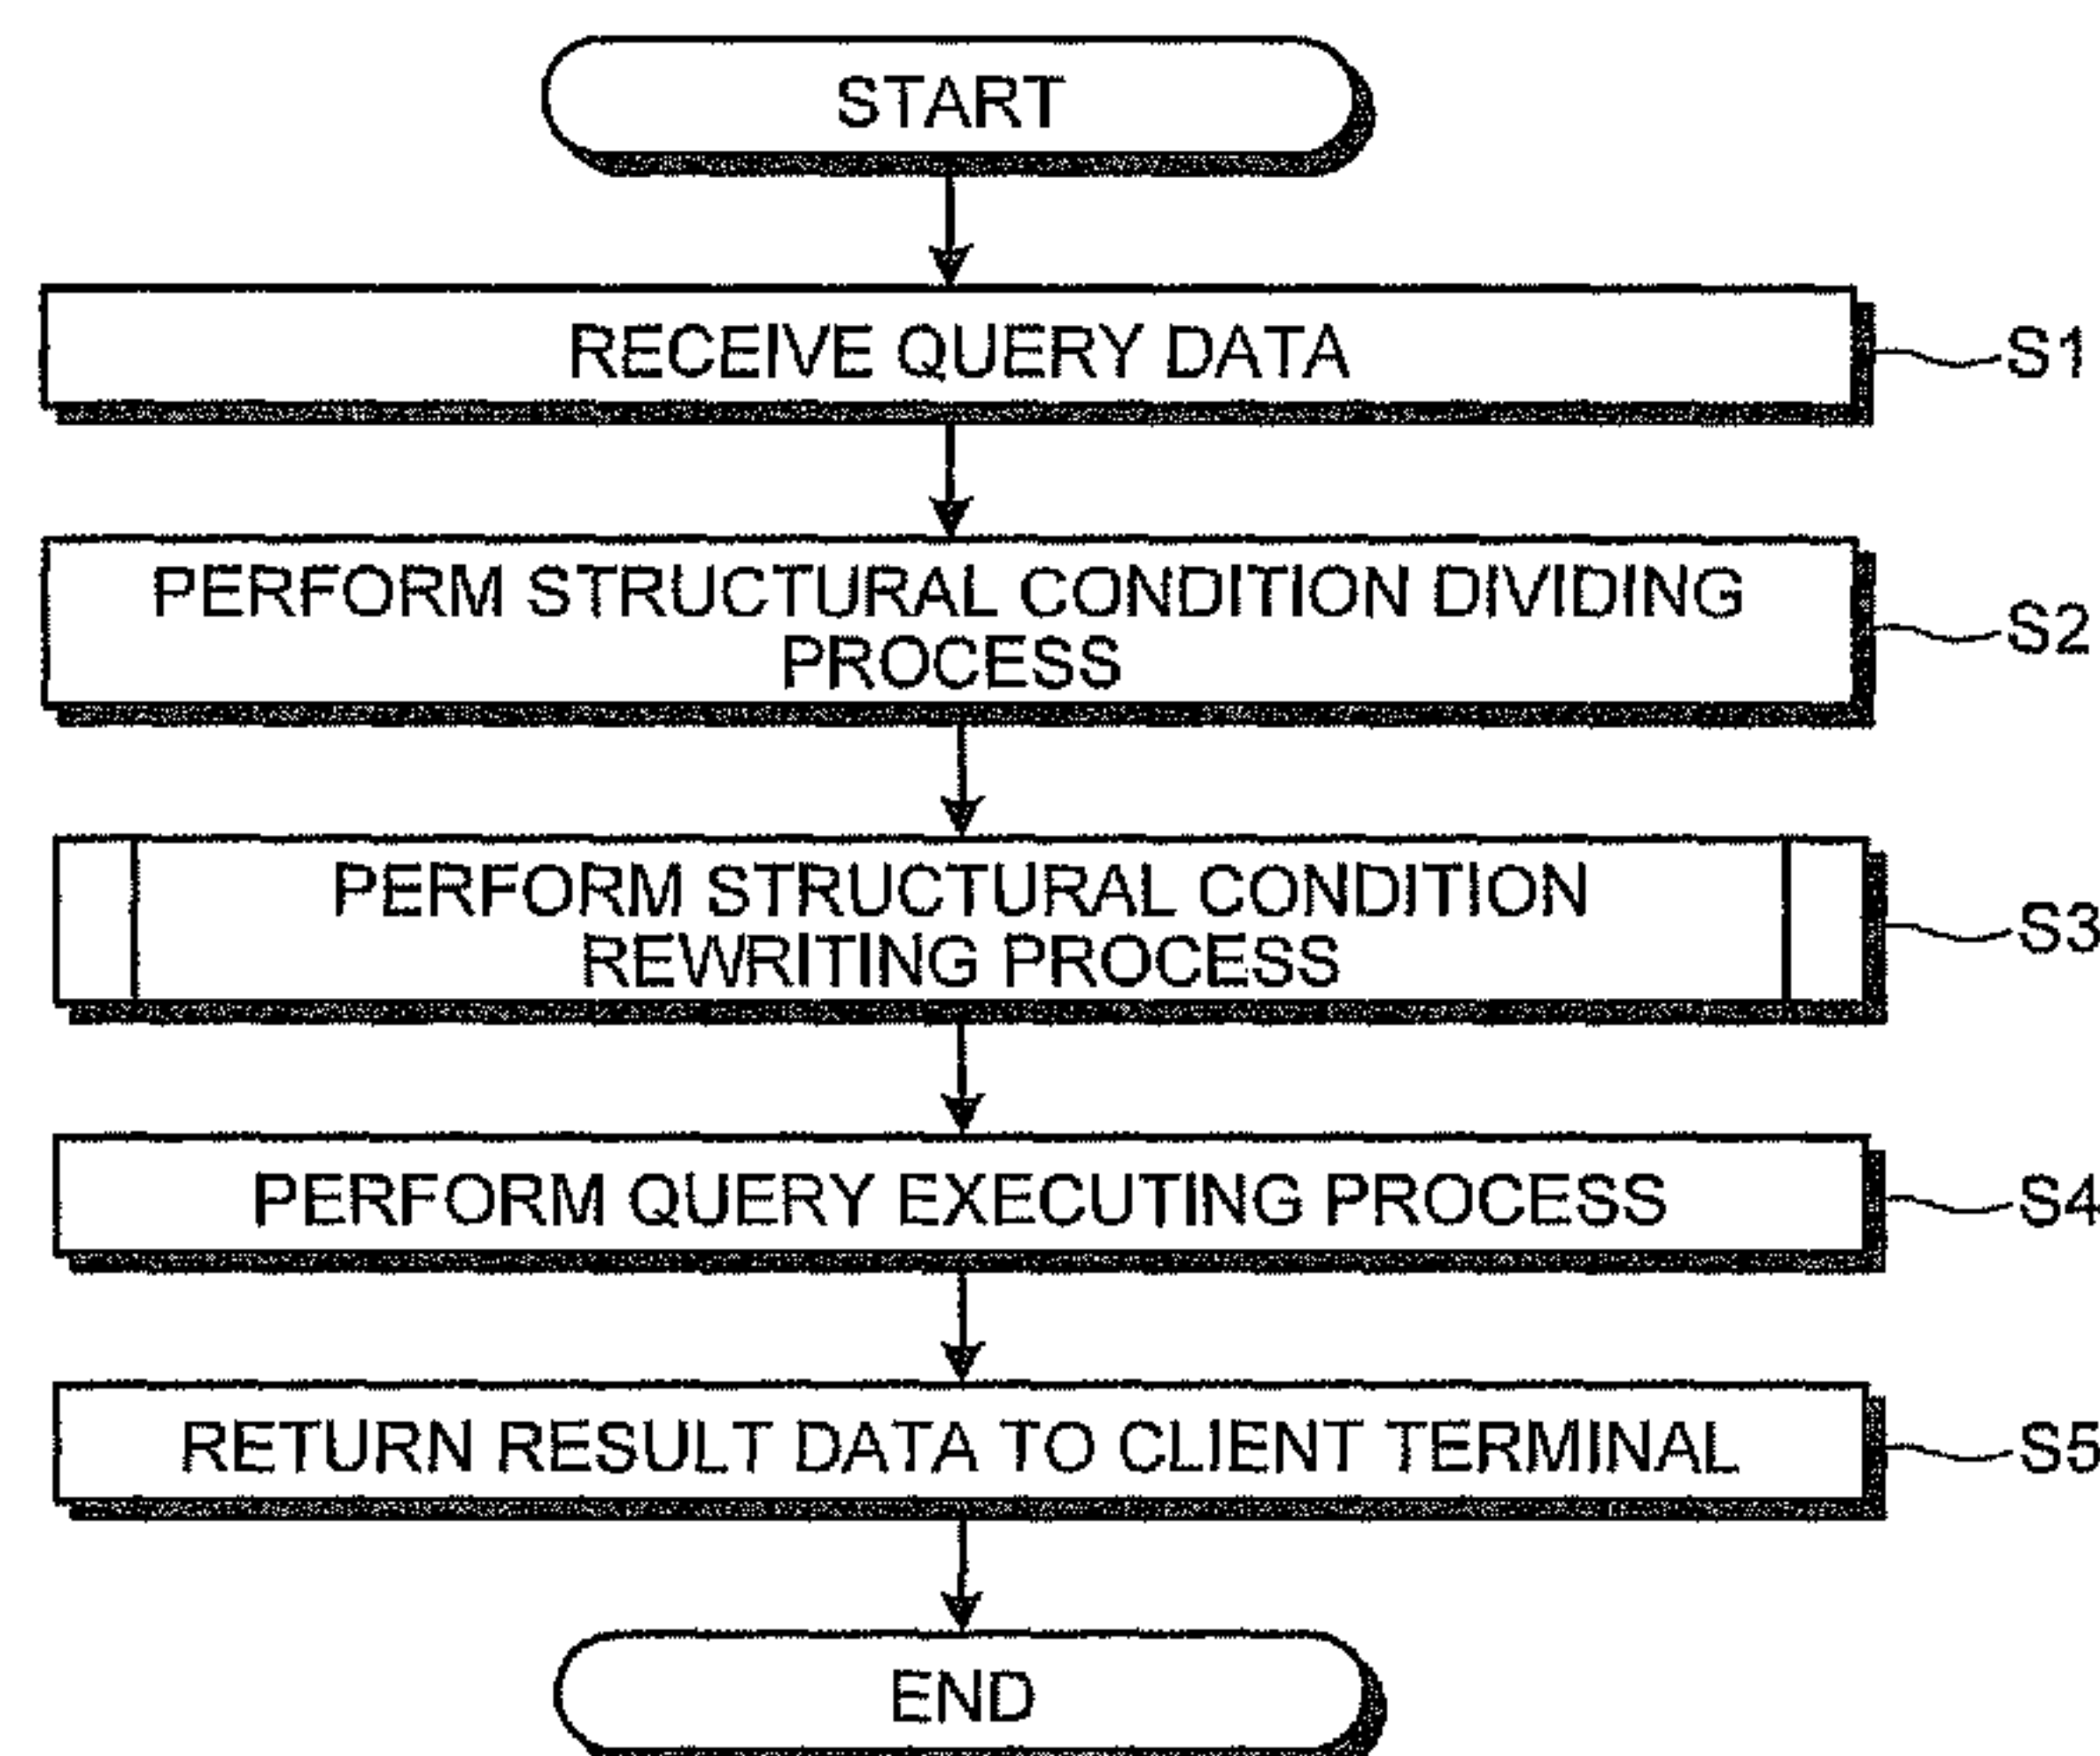 START
RECEIVE QUERY DATA
S1
PERFORM STRUCTURAL CONDITION DIVIDING
PROCESS
S2
PERFORM STRUCTURAL CONDITION
REWRITING PROCESS
S3
PERFORM QUERY EXECUTING PROCESS
S4
RETURN RESULT DATA TO CLIENT TERMINAL
S5
END